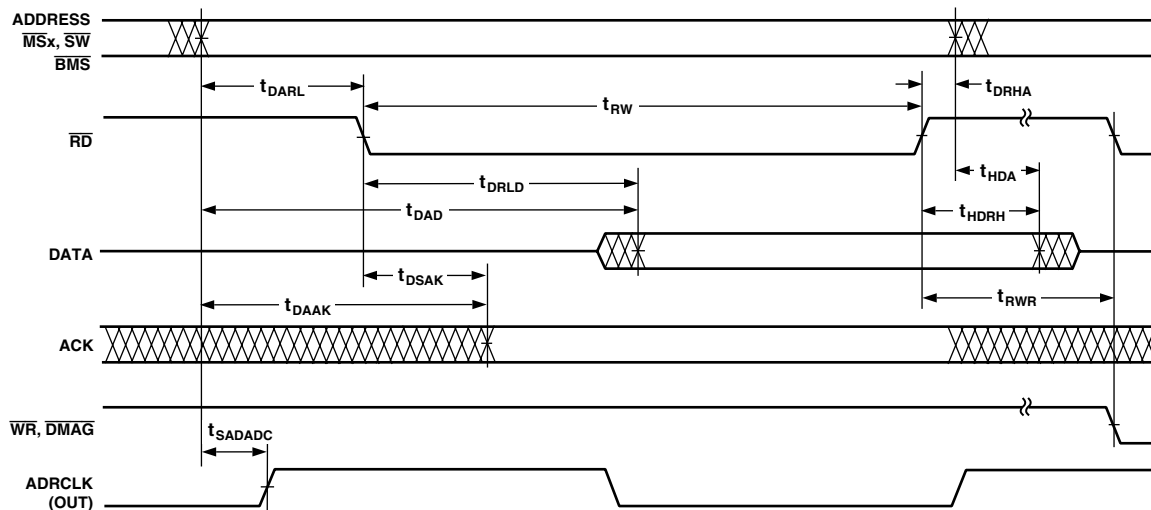 ADDRESS
MSx, SW
BMS
tDARL
tRW
tDRHA
RD
tDRLD
tHDA
tDAD
tHDRH
DATA
tDSAK
tDAAK
tRWR
ACK
WR, DMAG
tSADADC
ADRCLK
(OUT)